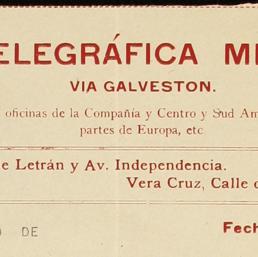 ELEGRÁFICA ME
VIA GALVESTON.
oficinas de la Compañía y Centro y Sud Am
partes de Europa, etc
e Letrán y Av. Independencia.
Vera Cruz, Calle d
DE
Fech